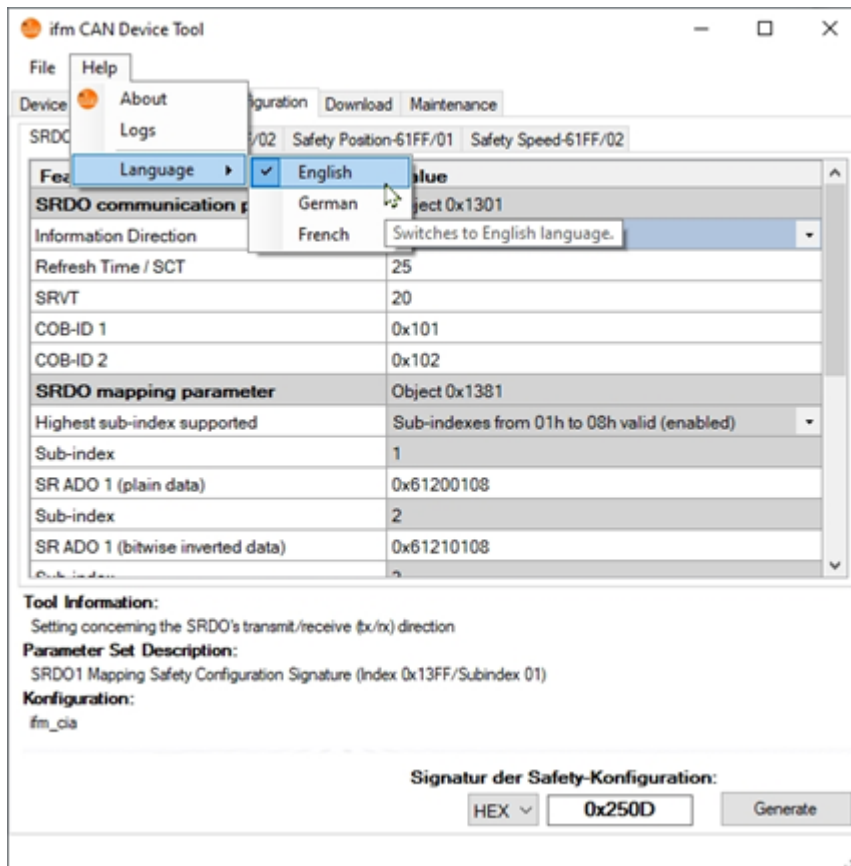 ifm CAN Device Tool
File Help
Device guration Download Maintenance
About
SRDO /02 Safety Position-61FF/01 Safety Speed-61FF/02
Logs
Language English
German
French
Switches to English language.
Fea lue
SRDO communication p ject 0x1301
Information Direction
Refresh Time / SCT 25
SRVT 20
COB-ID 1 0x101
COB-ID 2 0x102
SRDO mapping parameter Object 0x1381
Highest sub-index supported Sub-indexes from 01h to 08h valid (enabled)
Sub-index 1
SR ADO 1 (plain data) 0x61200108
Sub-index 2
SR ADO 1 (bitwise inverted data) 0x61210108
Tool Information:
Setting concerning the SRDO's transmit/receive (tx/rx) direction
Parameter Set Description:
SRDO1 Mapping Safety Configuration Signature (Index 0x13FF/Subindex 01)
Konfiguration:
ifm_cia
Signatur der Safety-Konfiguration:
HEX 0x250D Generate